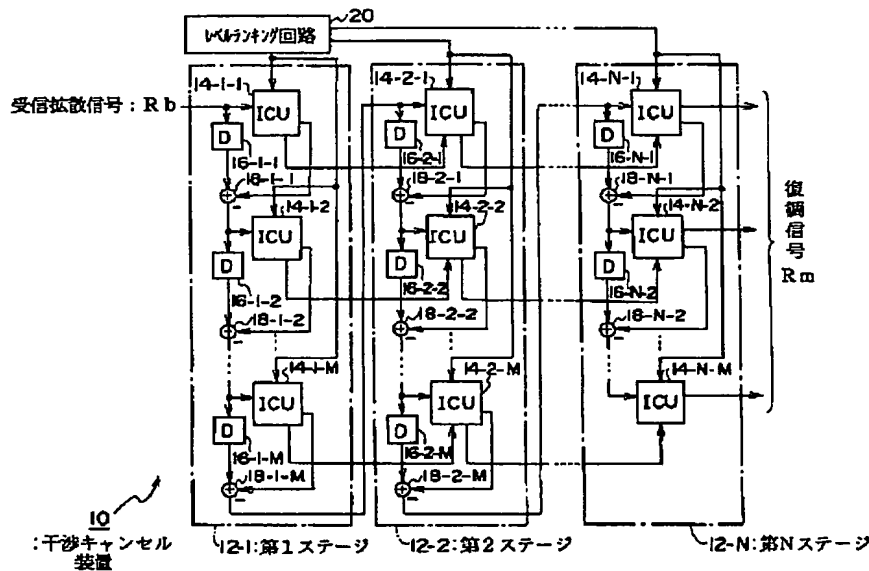 20
レベルランキング回路
14-1-1
14-2-1
14-N-1
受信拡散信号：Rb
ICU
ICU
ICU
D
D
D
16-1-1
16-2-1
16-N-1
18-1-1
18-2-1
18-N-1
14-1-2
14-2-2
14-N-2
ICU
ICU
ICU
D
D
D
16-1-2
16-2-2
16-N-2
18-1-2
18-2-2
18-N-2
14-1-M
14-2-M
14-N-M
ICU
ICU
ICU
D
D
16-1-M
16-2-M
18-1-M
18-2-M
復調信号
Rm
10
：干渉キャンセル
装置
12-1：第1ステージ
12-2：第2ステージ
12-N：第Nステージ